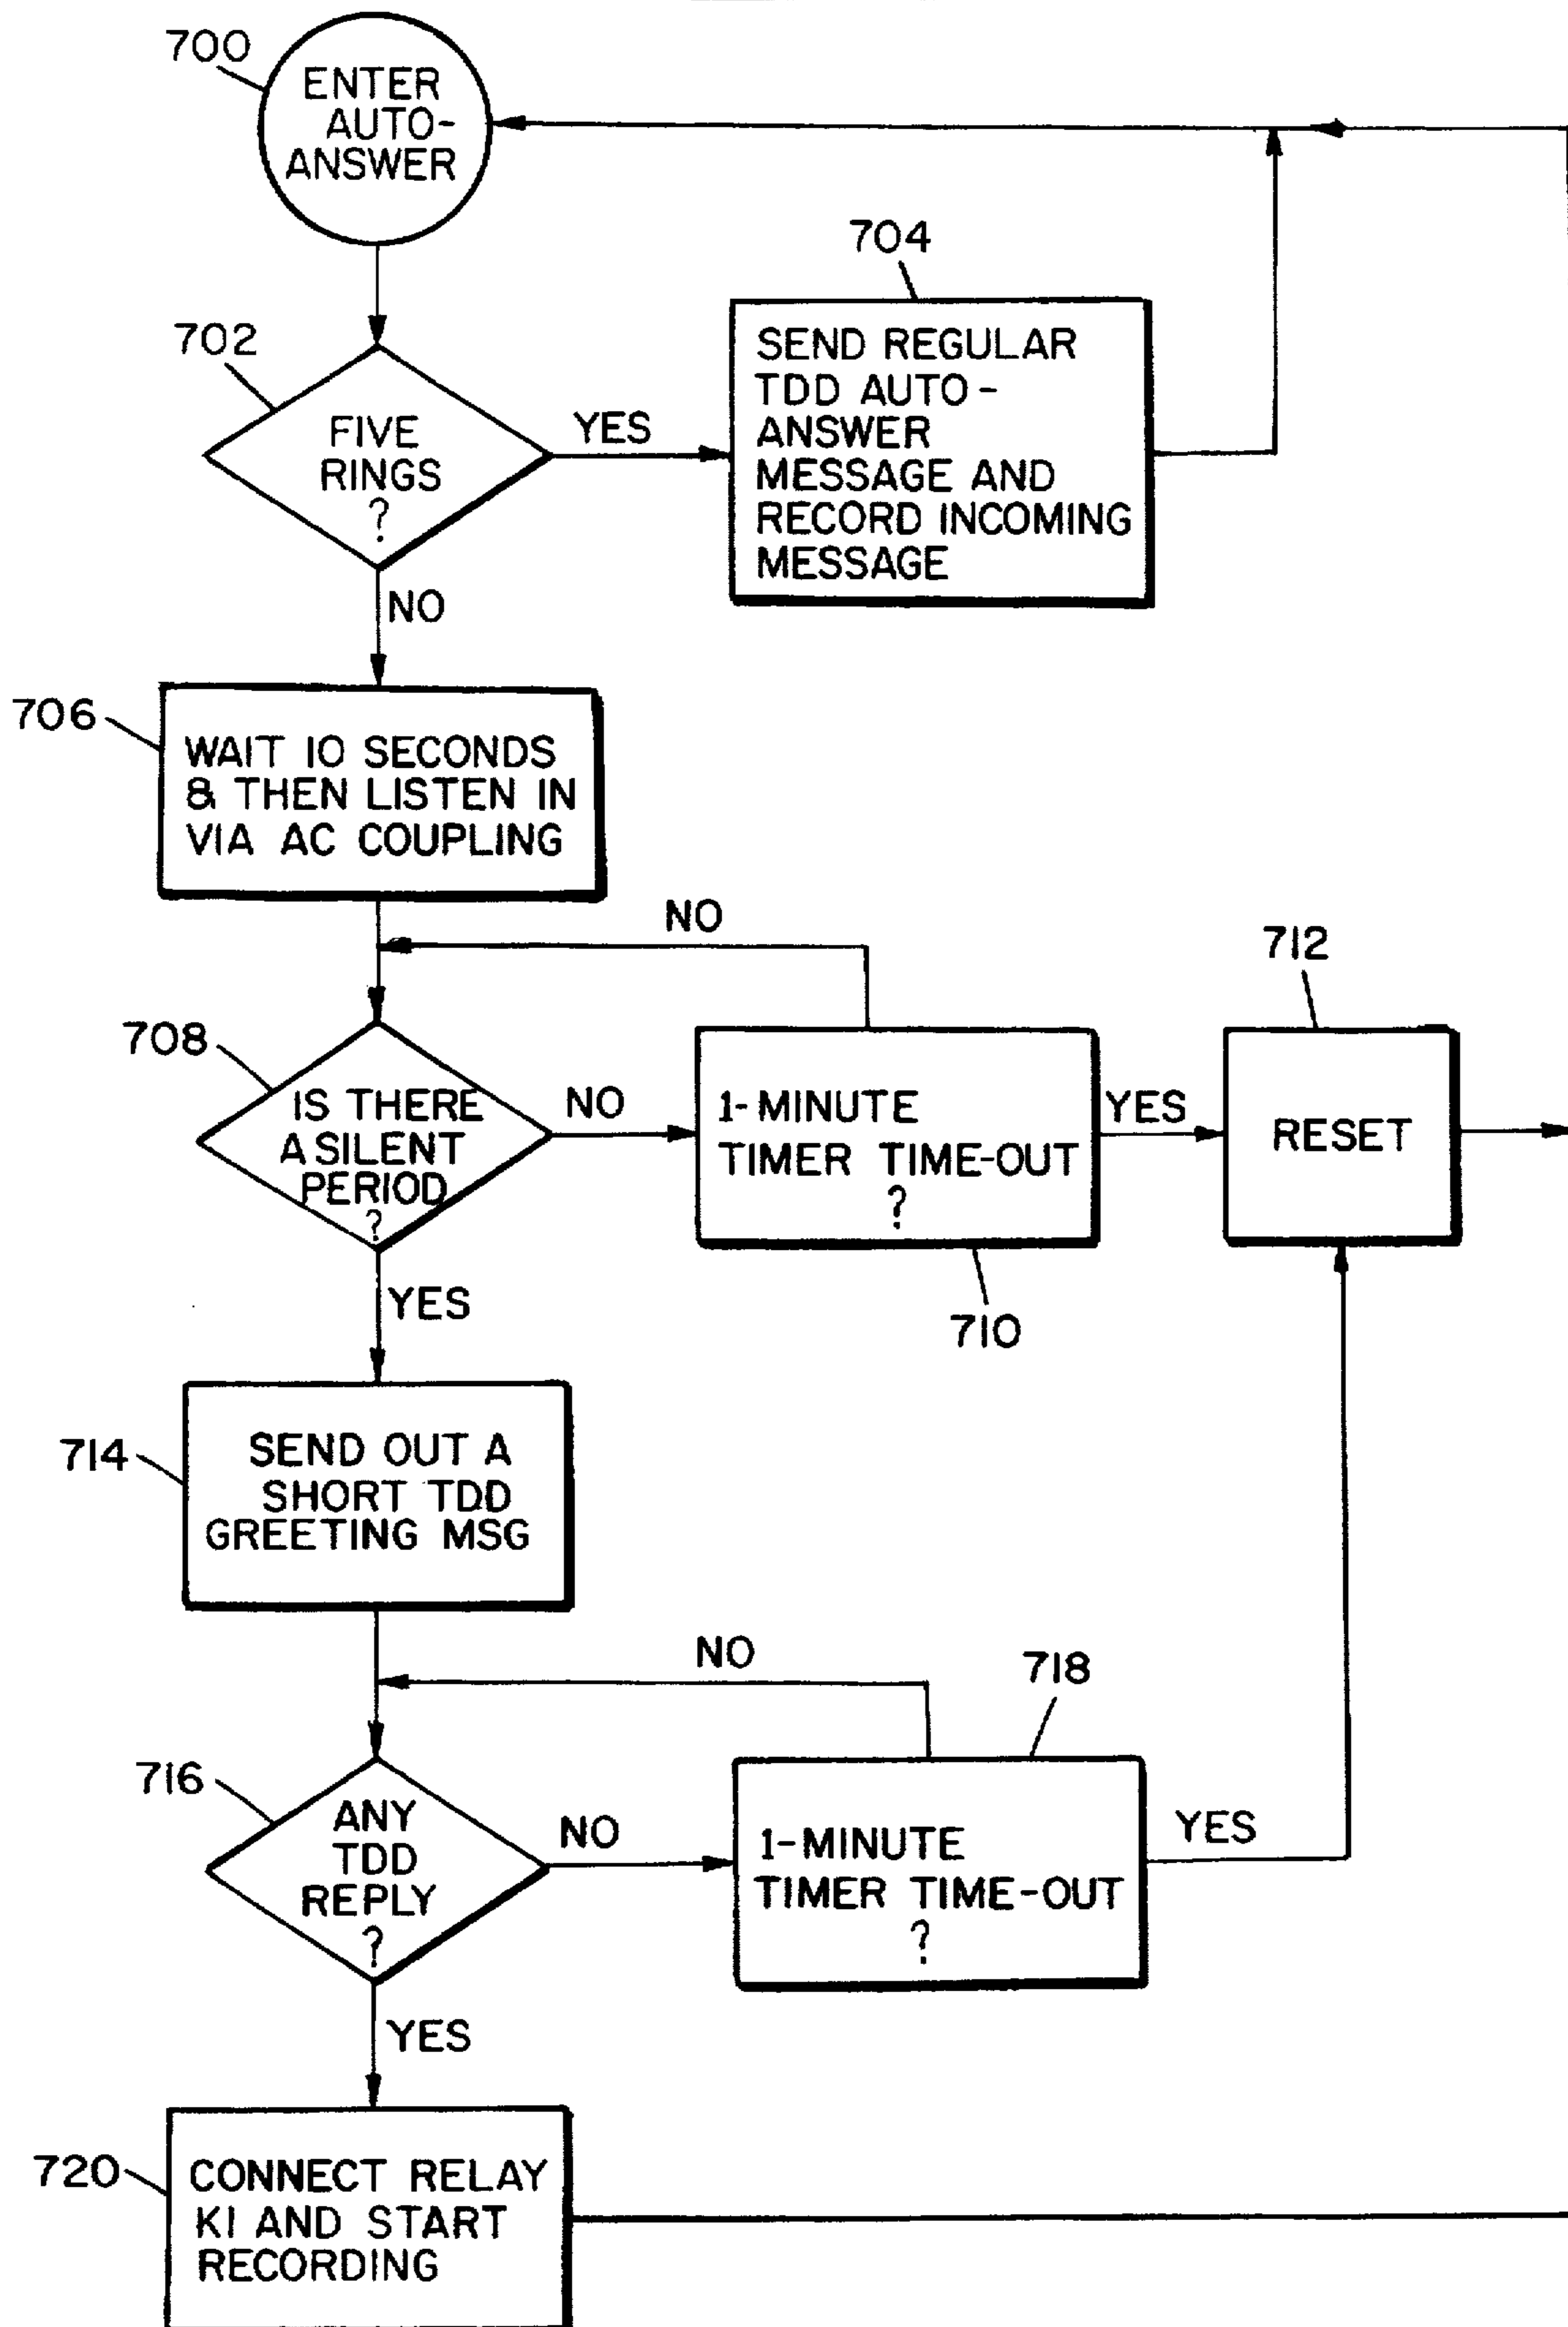 700
ENTER
AUTO-
ANSWER
704
702
FIVE
RINGS
?
YES
SEND REGULAR
TDD AUTO-
ANSWER
MESSAGE AND
RECORD INCOMING
MESSAGE
NO
706
WAIT 10 SECONDS
& THEN LISTEN IN
VIA AC COUPLING
NO
712
708
IS THERE
A SILENT
PERIOD
?
NO
1-MINUTE
TIMER TIME-OUT
?
YES
RESET
YES
710
714
SEND OUT A
SHORT TDD
GREETING MSG
NO
718
716
ANY
TDD
REPLY
?
NO
1-MINUTE
TIMER TIME-OUT
?
YES
YES
720
CONNECT RELAY
K1 AND START
RECORDING